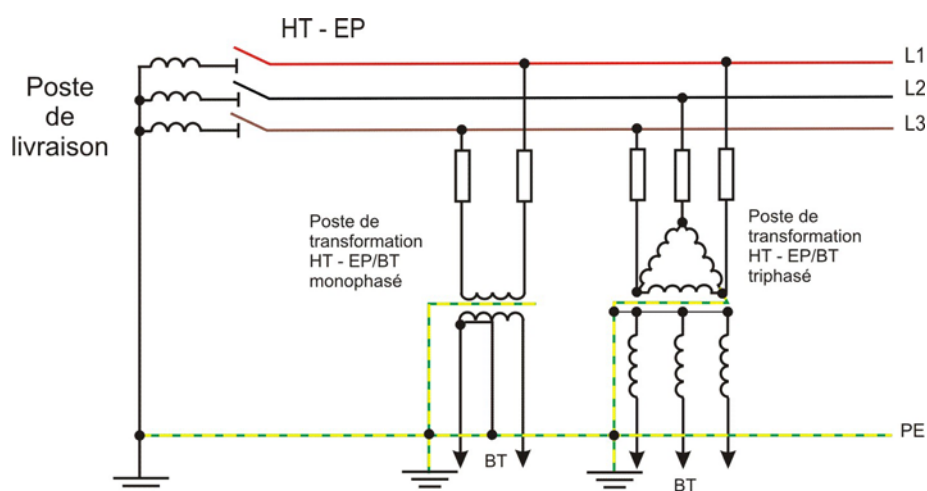 HT - EP
L1
L2
L3
Poste
de
livraison
Poste de
transformation
HT - EP/BT
monophasé
Poste de
transformation
HT - EP/BT
triphasé
PE
BT
BT